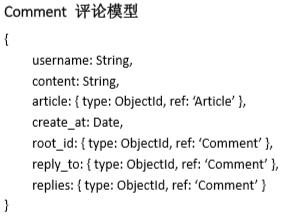 Comment 评论模型
{
username: String,
content: String,
article: { type: ObjectId, ref: ‘Article’ },
create_at: Date,
root_id: { type: ObjectId, ref: ‘Comment’ },
reply_to: { type: ObjectId, ref: ‘Comment’ },
replies: { type: ObjectId, ref: ‘Comment’ }
}